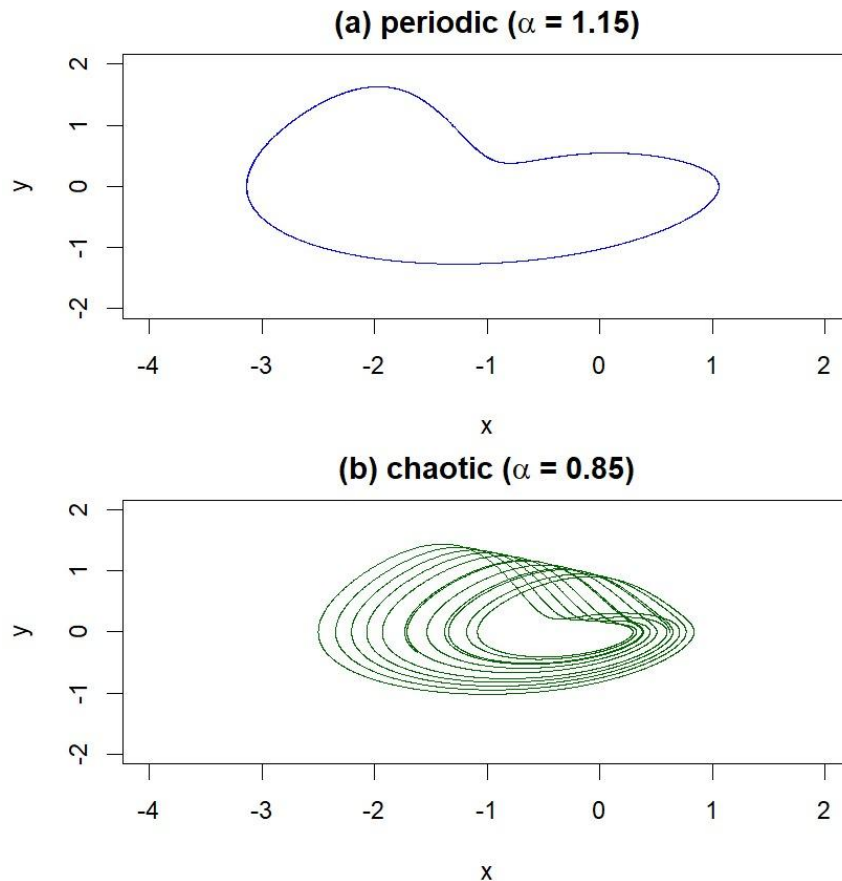 (a) periodic (α = 1.15)
2
1
0
-1
-2
y
-4 -3 -2 -1 0 1 2
x
(b) chaotic (α = 0.85)
2
1
0
-1
-2
y
-4 -3 -2 -1 0 1 2
x